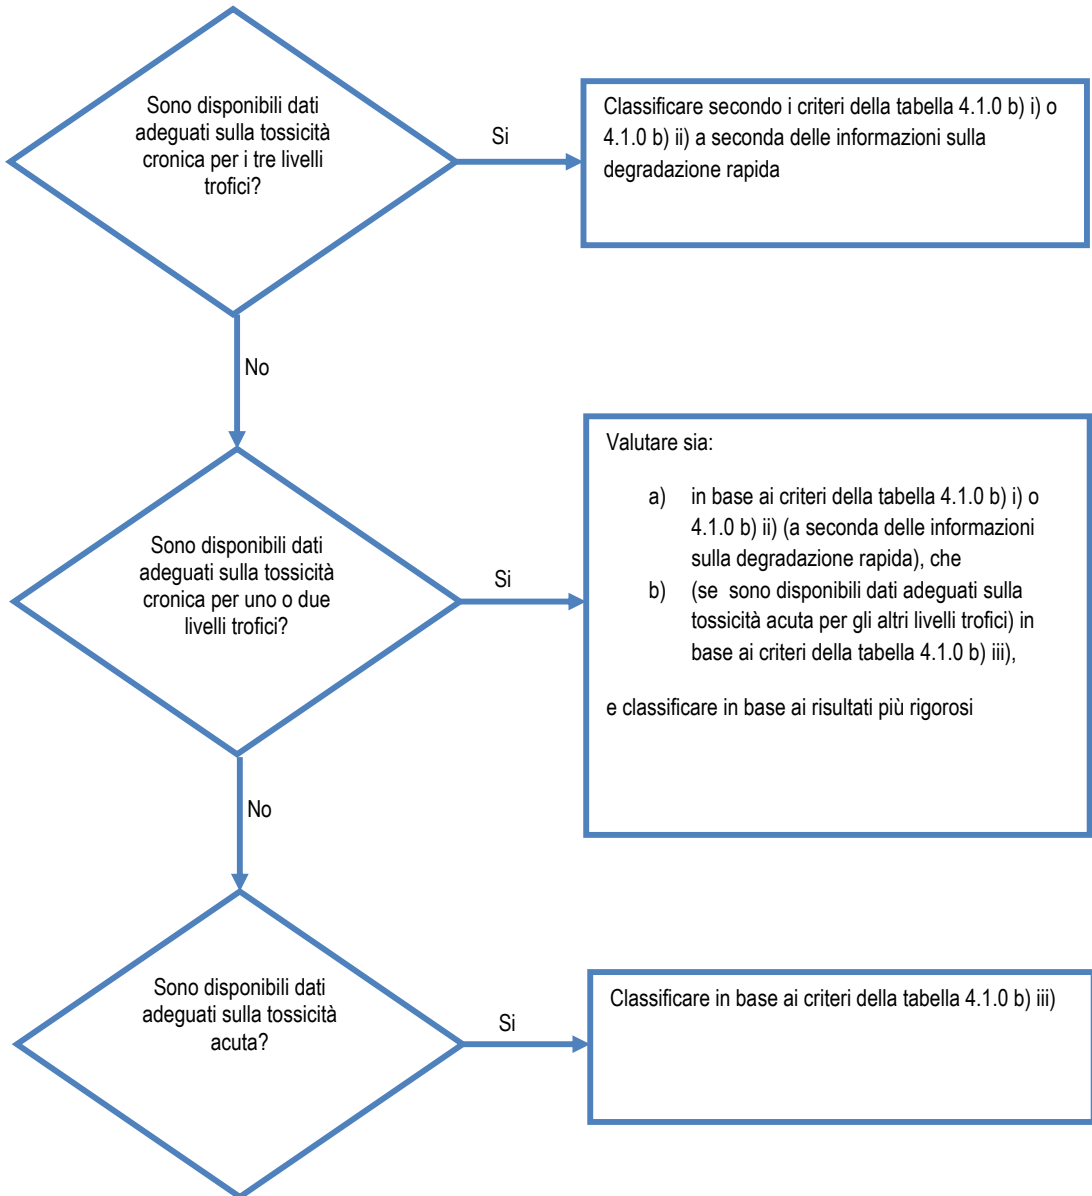 Sono disponibili dati
adeguati sulla tossicità
cronica per i tre livelli
trofici?
Si
Classificare secondo i criteri della tabella 4.1.0 b) i) o
4.1.0 b) ii) a seconda delle informazioni sulla
degradazione rapida
No
Sono disponibili dati
adeguati sulla tossicità
cronica per uno o due
livelli trofici?
Si
Valutare sia:
a) in base ai criteri della tabella 4.1.0 b) i) o
4.1.0 b) ii) (a seconda delle informazioni
sulla degradazione rapida), che
b) (se sono disponibili dati adeguati sulla
tossicità acuta per gli altri livelli trofici) in
base ai criteri della tabella 4.1.0 b) iii),
e classificare in base ai risultati più rigorosi
No
Sono disponibili dati
adeguati sulla tossicità
acuta?
Si
Classificare in base ai criteri della tabella 4.1.0 b) iii)